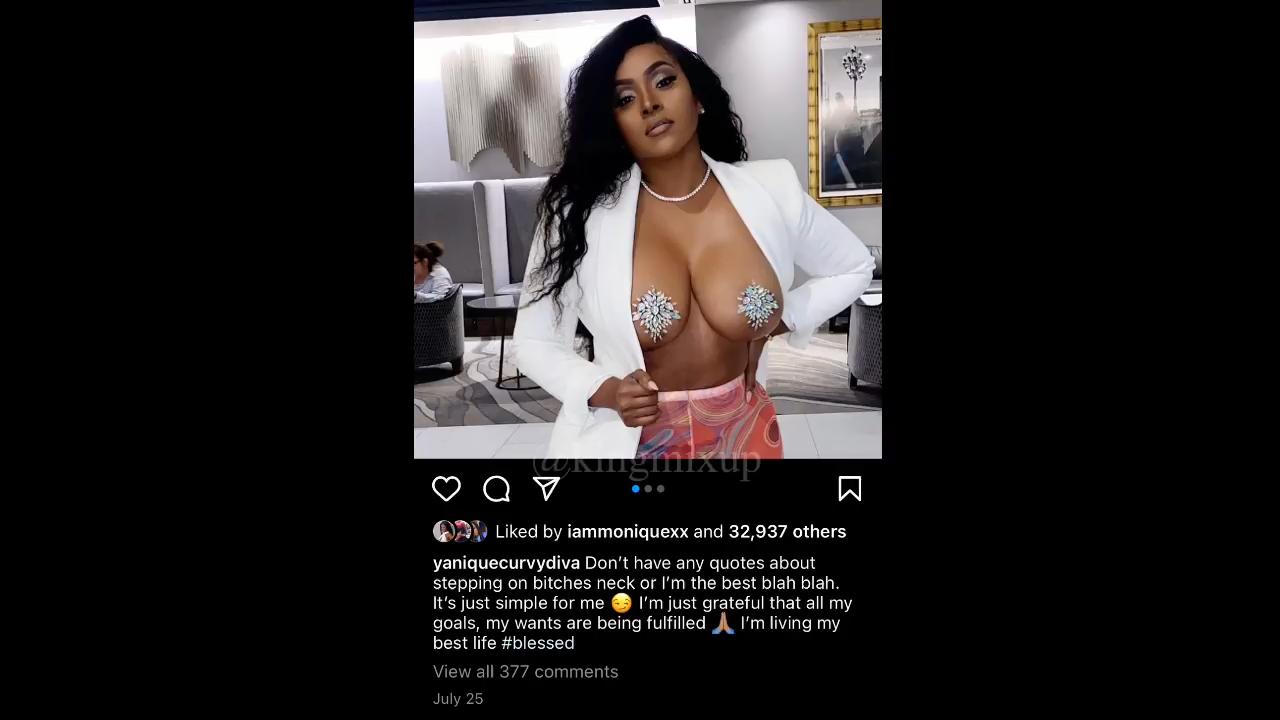 @kingmixup
Liked by iammoniquexx and 32,937 others
yaniquecurvydiva Don’t have any quotes about
stepping on bitches neck or I’m the best blah blah.
It’s just simple for me 😏 I’m just grateful that all my
goals, my wants are being fulfilled 🙏🏽 I’m living my
best life #blessed
View all 377 comments
July 25